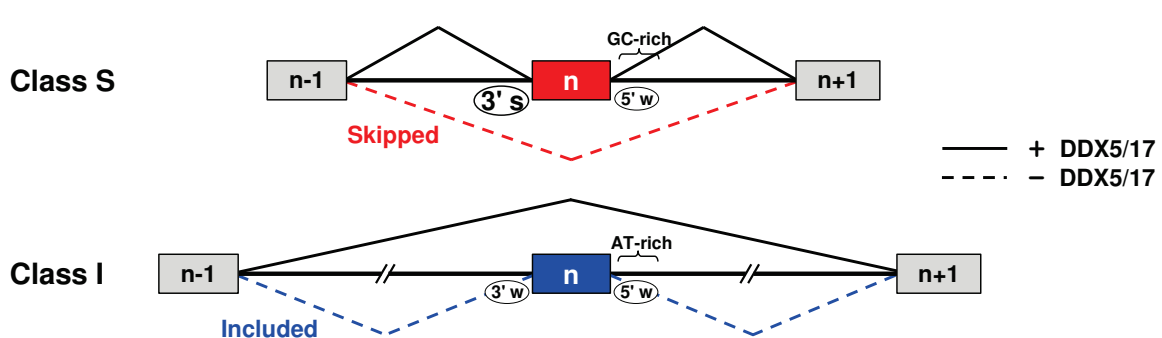 GC-rich
Class S
n-1
n
n+1
3' s
5' w
Skipped
+ DDX5/17
− DDX5/17
AT-rich
Class I
n-1
n
n+1
3' w
5' w
Included